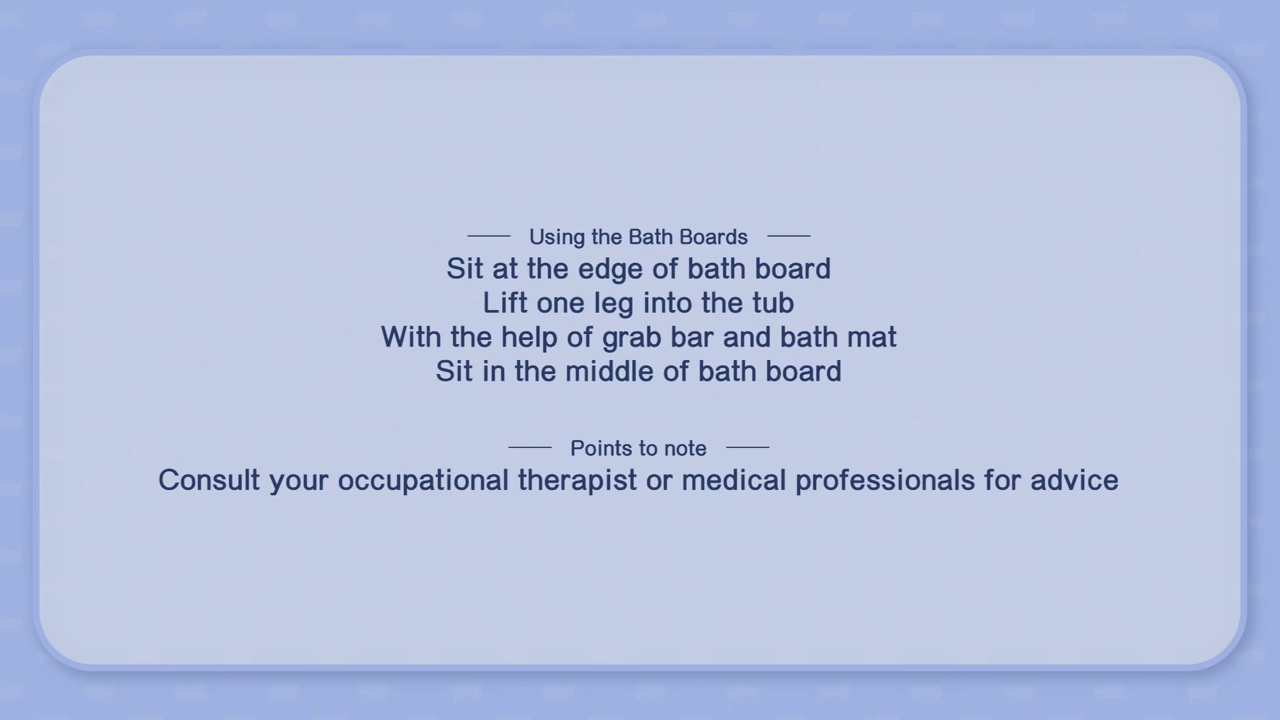 Using the Bath Boards
Sit at the edge of bath board
Lift one leg into the tub
With the help of grab bar and bath mat
Sit in the middle of bath board
Points to note
Consult your occupational therapist or medical professionals for advice